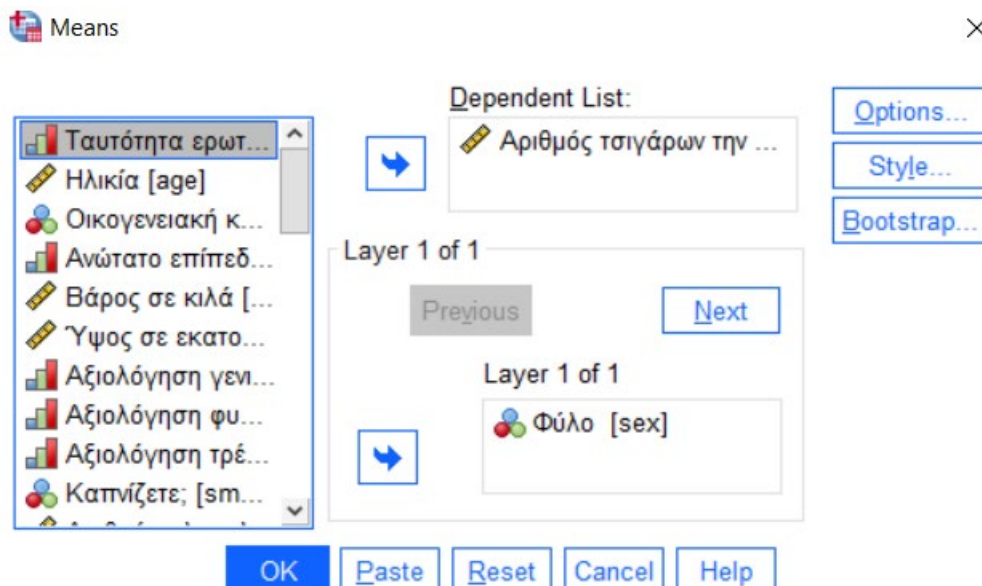 Means
Dependent List:
Ταυτότητα ερωτ...
Ηλικία [age]
Οικογενειακή κ...
Ανώτατο επίπεδ...
Βάρος σε κιλά [...
Ύψος σε εκατο...
Αξιολόγηση γενι...
Αξιολόγηση φυ...
Αξιολόγηση τρέ...
Καπνίζετε; [sm...
Αριθμός τσιγάρων την ...
Layer 1 of 1
Previous
Next
Layer 1 of 1
Φύλο [sex]
Options...
Style...
Bootstrap...
OK
Paste
Reset
Cancel
Help